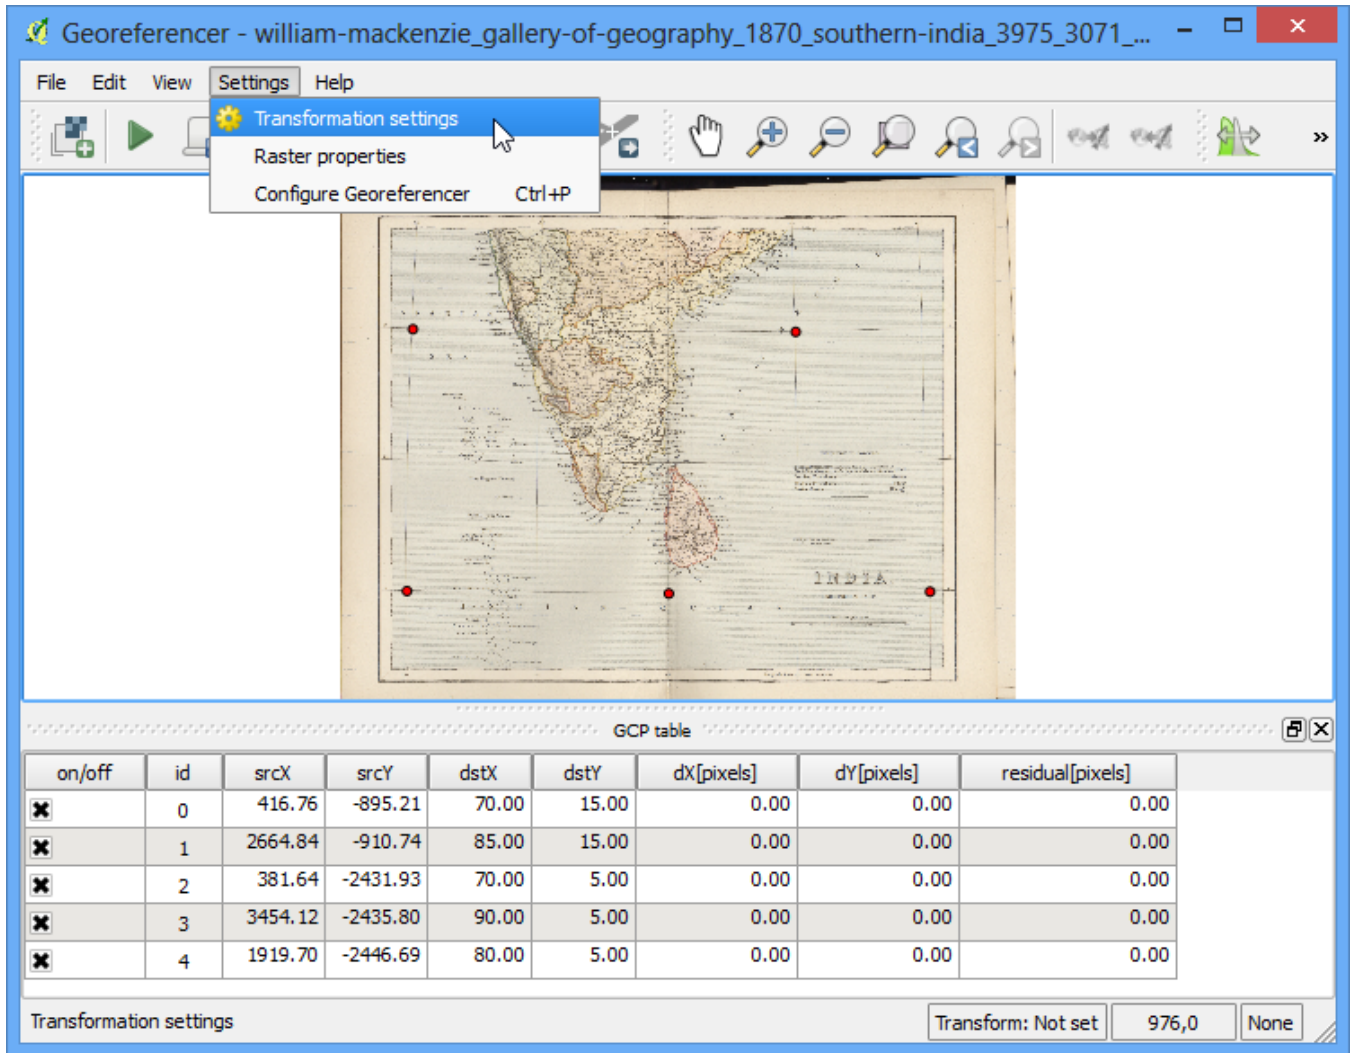 Georeferencer - william-mackenzie_gallery-of-geography_1870_southern-india_3975_3071_...
File Edit View Settings Help
Transformation settings
Raster properties
Configure Georeferencer Ctrl+P
»
INDIA
GCP table
on/off id srcX srcY dstX dstY dX[pixels] dY[pixels] residual[pixels]
0 416.76 -895.21 70.00 15.00 0.00 0.00 0.00
1 2664.84 -910.74 85.00 15.00 0.00 0.00 0.00
2 381.64 -2431.93 70.00 5.00 0.00 0.00 0.00
3 3454.12 -2435.80 90.00 5.00 0.00 0.00 0.00
4 1919.70 -2446.69 80.00 5.00 0.00 0.00 0.00
Transformation settings Transform: Not set 976,0 None